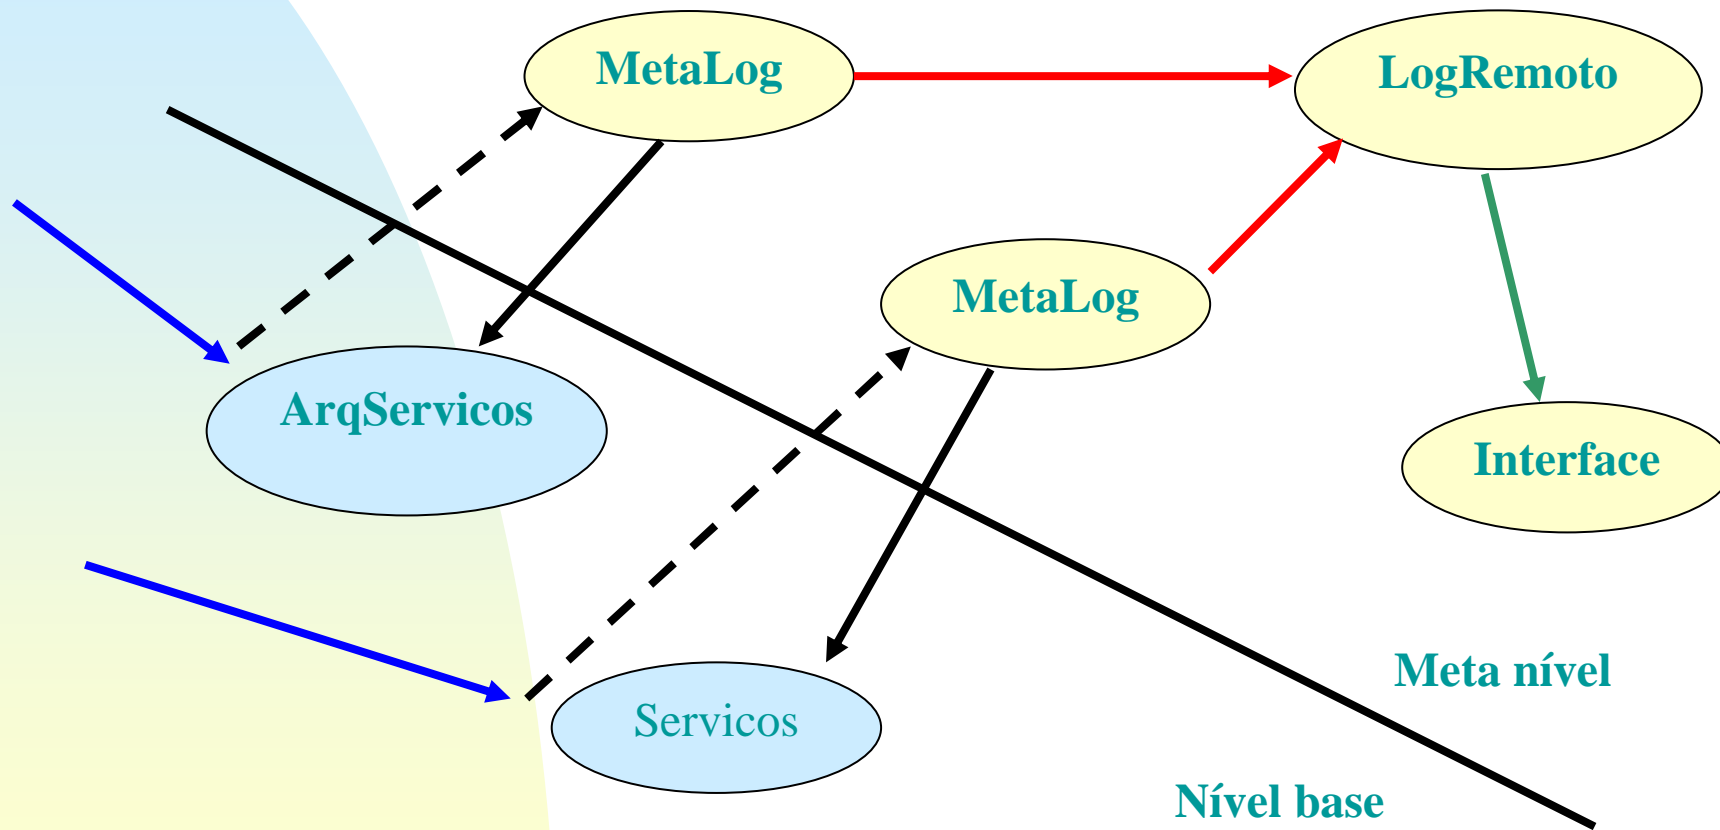 MetaLog
LogRemoto
MetaLog
ArqServicos
Interface
Meta nível
Servicos
Nível base